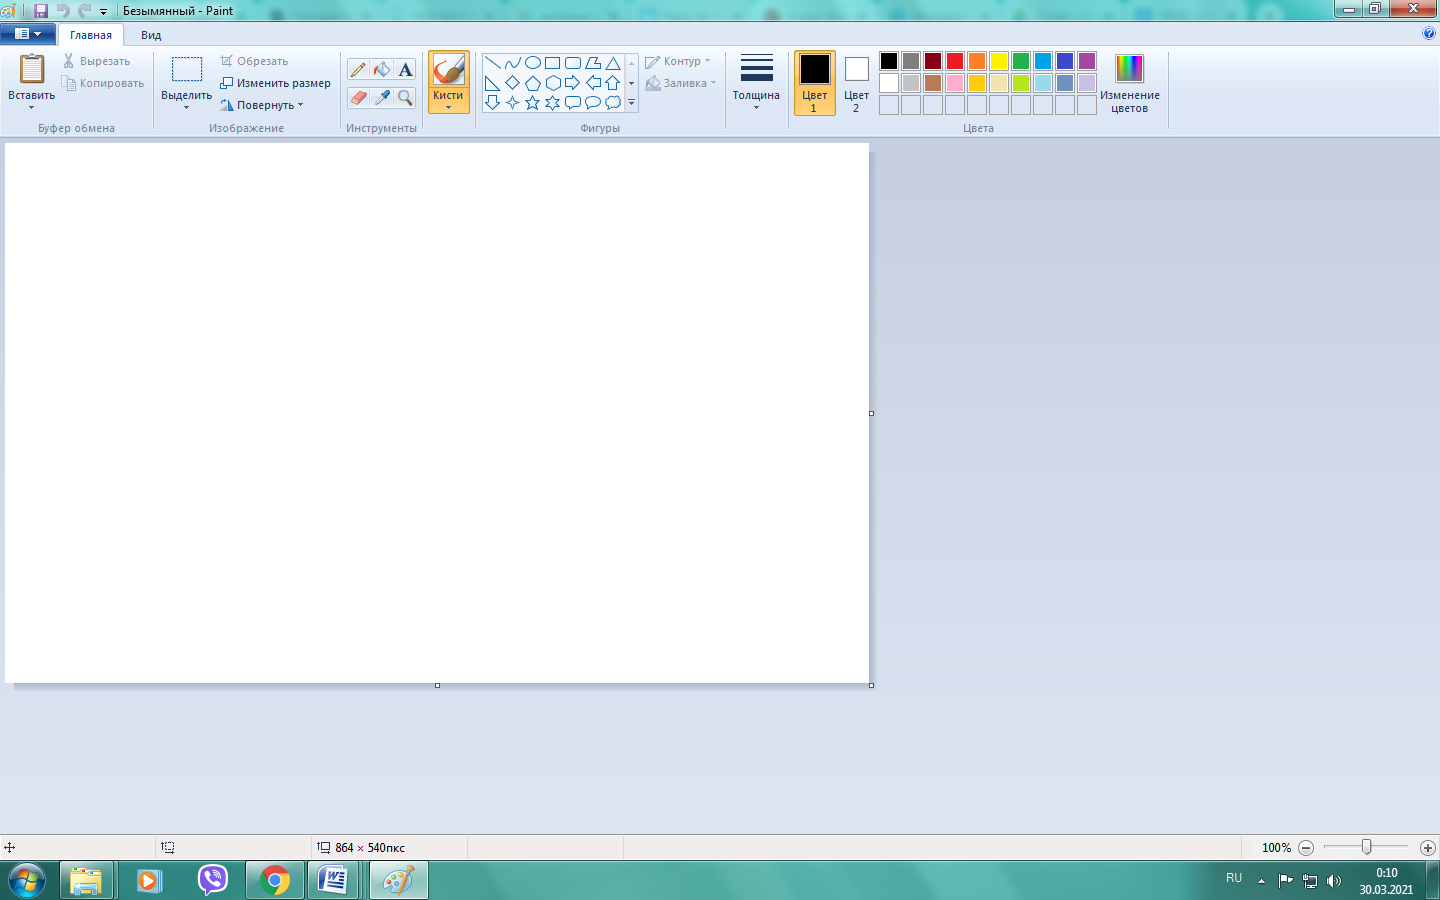 Безымянный - Paint
Главная Вид
Вставить
Вырезать
Копировать
Буфер обмена
Выделить
Обрезать
Изменить размер
Повернуть
Изображение
A
Инструменты
Кисти
Контур
Заливка
Фигуры
Толщина
Цвет
1
Цвет
2
Изменение
цветов
Цвета
864 × 540пкс
100%
RU
0:10
30.03.2021